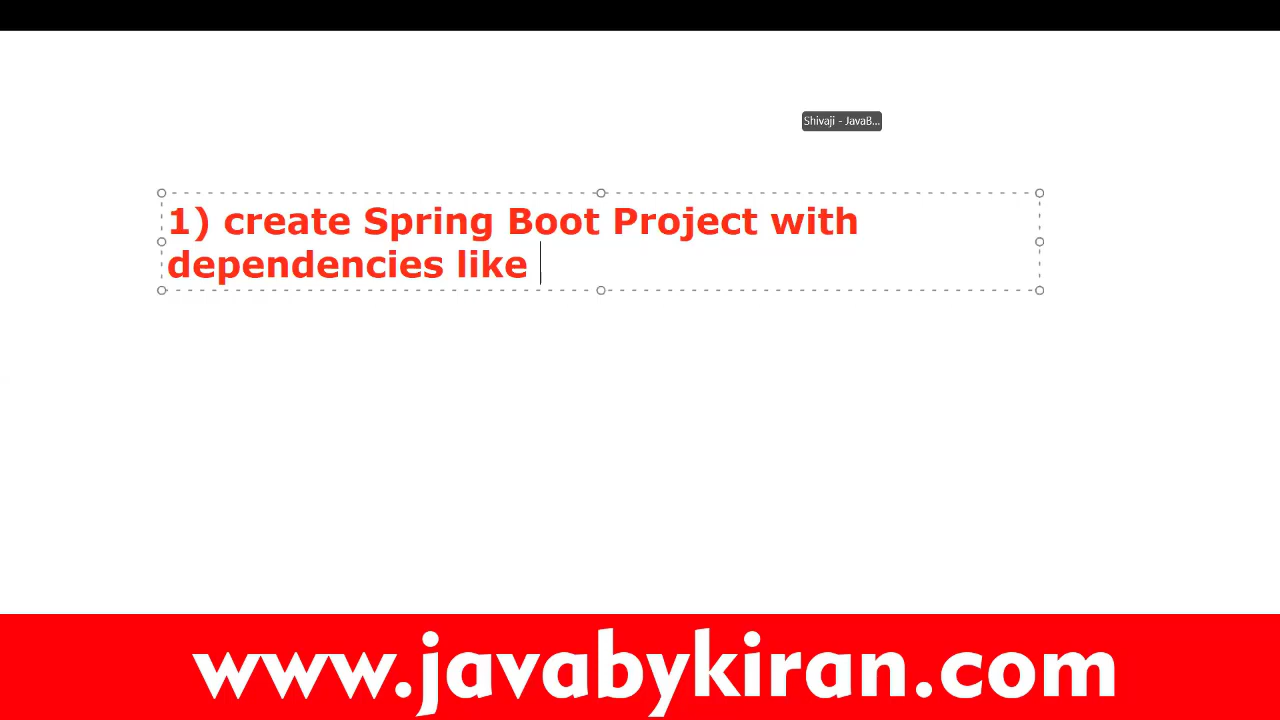 Shivaji - JavaB...
1) create Spring Boot Project with
dependencies like
www.javabykiran.com